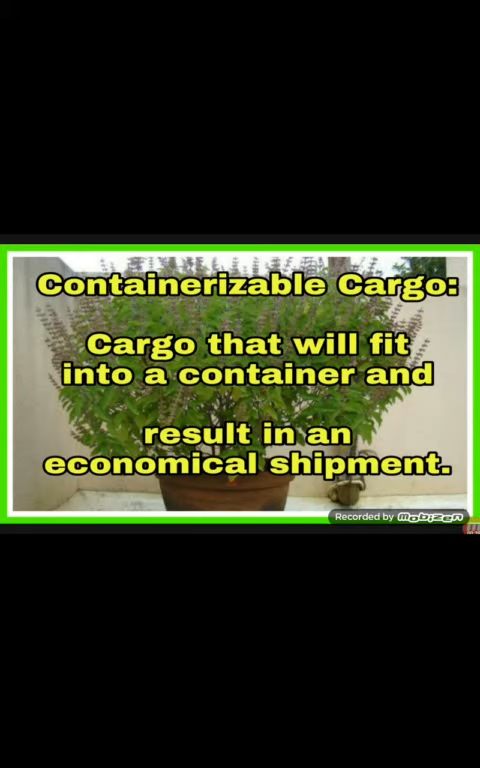 Containerizable Cargo:
Cargo that will fit
into a container and
result in an
economical shipment.
Recorded by Mobizen